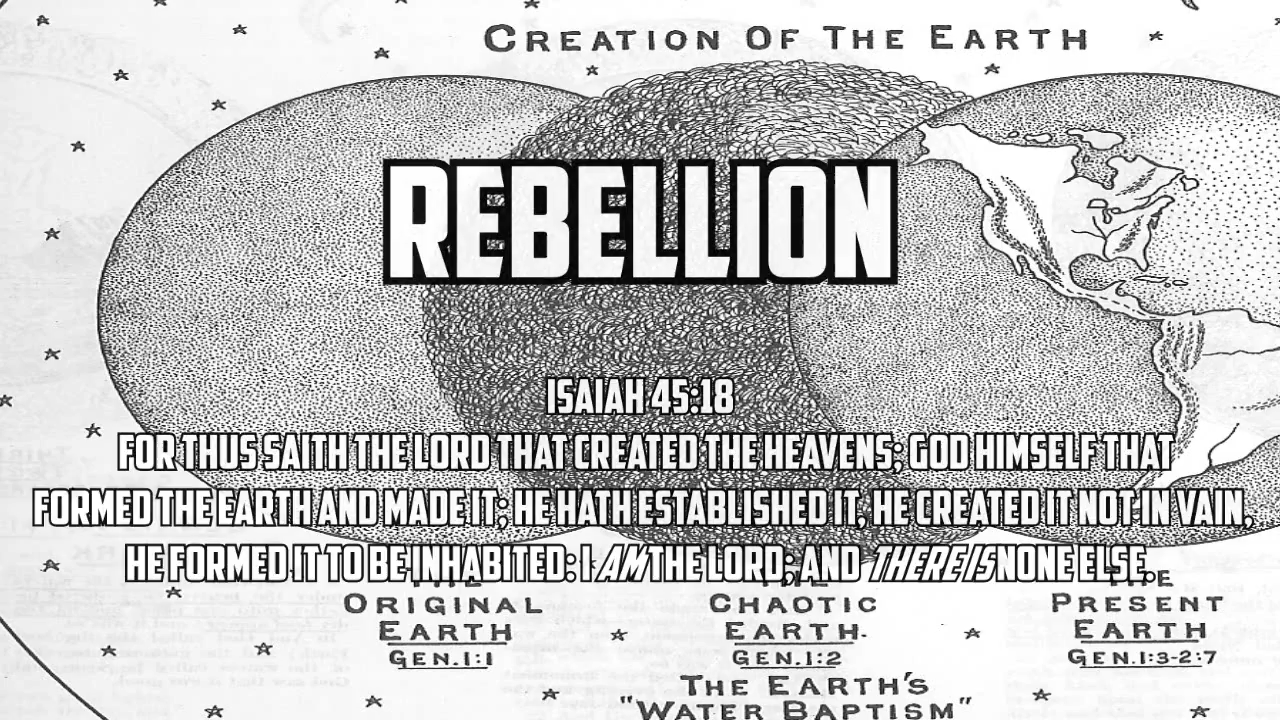 CREATION OF THE EARTH
REBELLION
ISAIAH 45:18
FOR THUS SAITH THE LORD THAT CREATED THE HEAVENS; GOD HIMSELF THAT
FORMED THE EARTH AND MADE IT; HE HATH ESTABLISHED IT, HE CREATED IT NOT IN VAIN,
HE FORMED IT TO BE INHABITED: I AM THE LORD; AND THERE IS NONE ELSE.
THE ORIGINAL EARTH
GEN.1:1
THE CHAOTIC EARTH.
GEN.1:2
THE EARTH'S
"WATER BAPTISM"
THE PRESENT EARTH
GEN.1:3-2:7